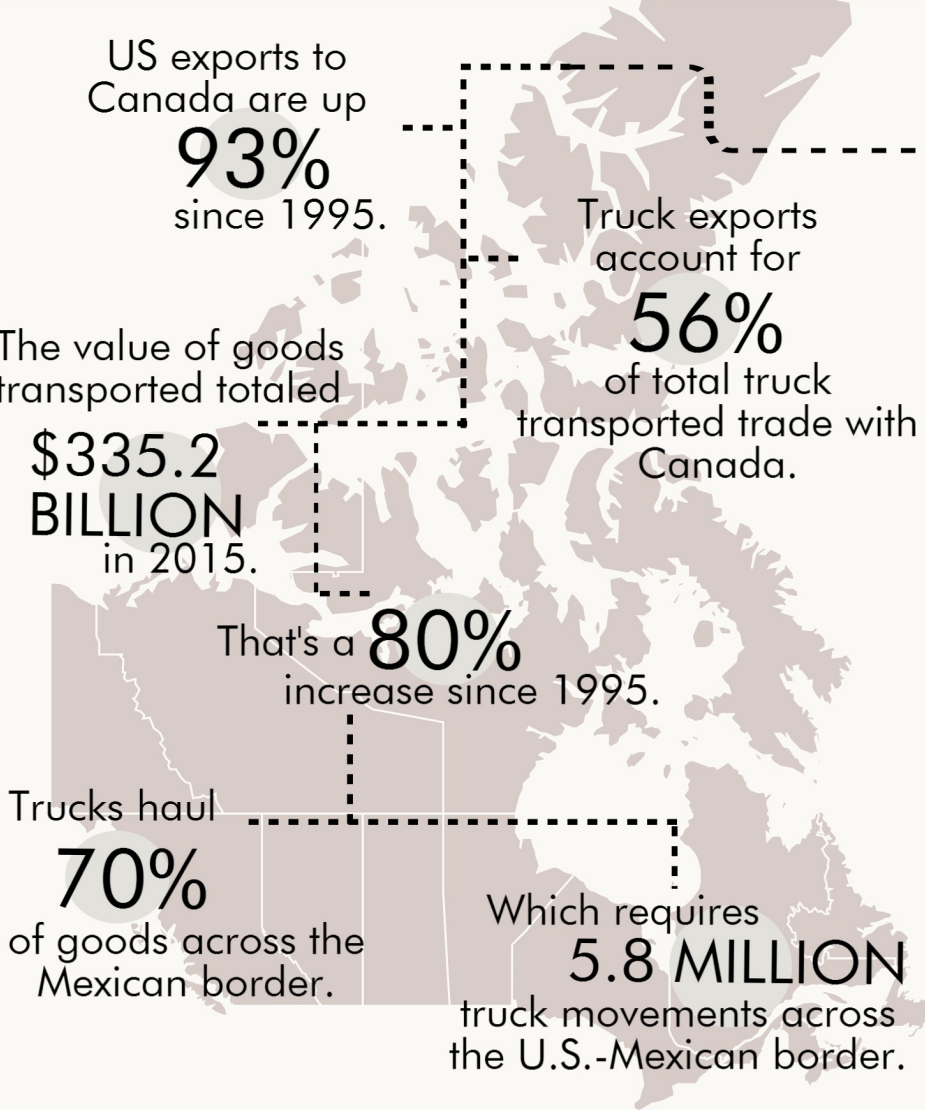 US exports to
Canada are up
93%
since 1995.
Truck exports
account for
56%
of total truck
transported trade with
Canada.
The value of goods
transported totaled
$335.2
BILLION
in 2015.
That's a 80%
increase since 1995.
Trucks haul
70%
of goods across the
Mexican border.
Which requires
5.8 MILLION
truck movements across
the U.S.-Mexican border.